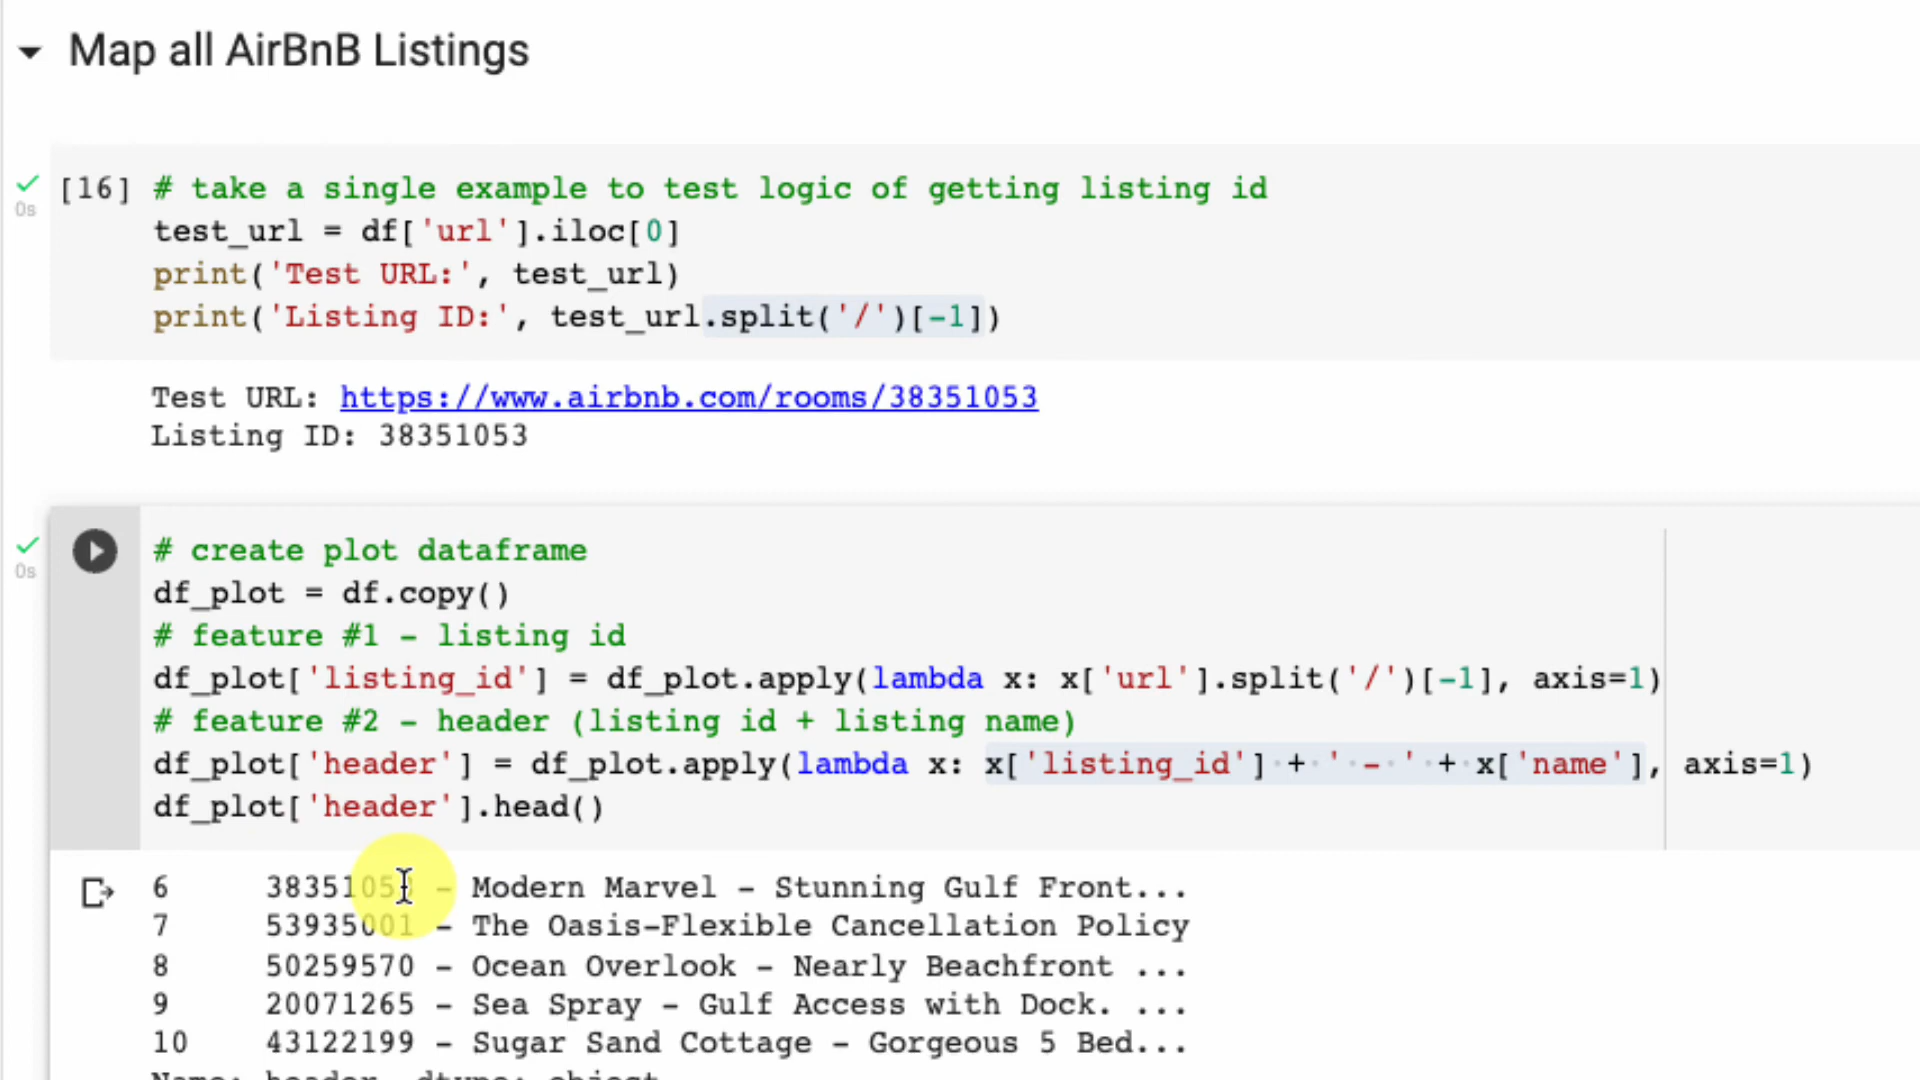 Map all AirBnB Listings
[16] # take a single example to test logic of getting listing id
test_url = df['url'].iloc[0]
print('Test URL:', test_url)
print('Listing ID:', test_url.split('/')[-1])
0s
Test URL: https://www.airbnb.com/rooms/38351053
Listing ID: 38351053
# create plot dataframe
0s
df_plot = df.copy()
# feature #1 - listing id
df_plot['listing_id'] = df_plot.apply(lambda x: x['url'].split('/')[-1], axis=1)
# feature #2 - header (listing id + listing name)
df_plot['header'] = df_plot.apply(lambda x: x['listing_id'] + ' - ' + x['name'], axis=1)
df_plot['header'].head()
6 38351053 - Modern Marvel - Stunning Gulf Front...
7 53935001 - The Oasis-Flexible Cancellation Policy
8 50259570 - Ocean Overlook - Nearly Beachfront ...
9 20071265 - Sea Spray - Gulf Access with Dock. ...
10 43122199 - Sugar Sand Cottage - Gorgeous 5 Bed...
Name: header, dtype: object